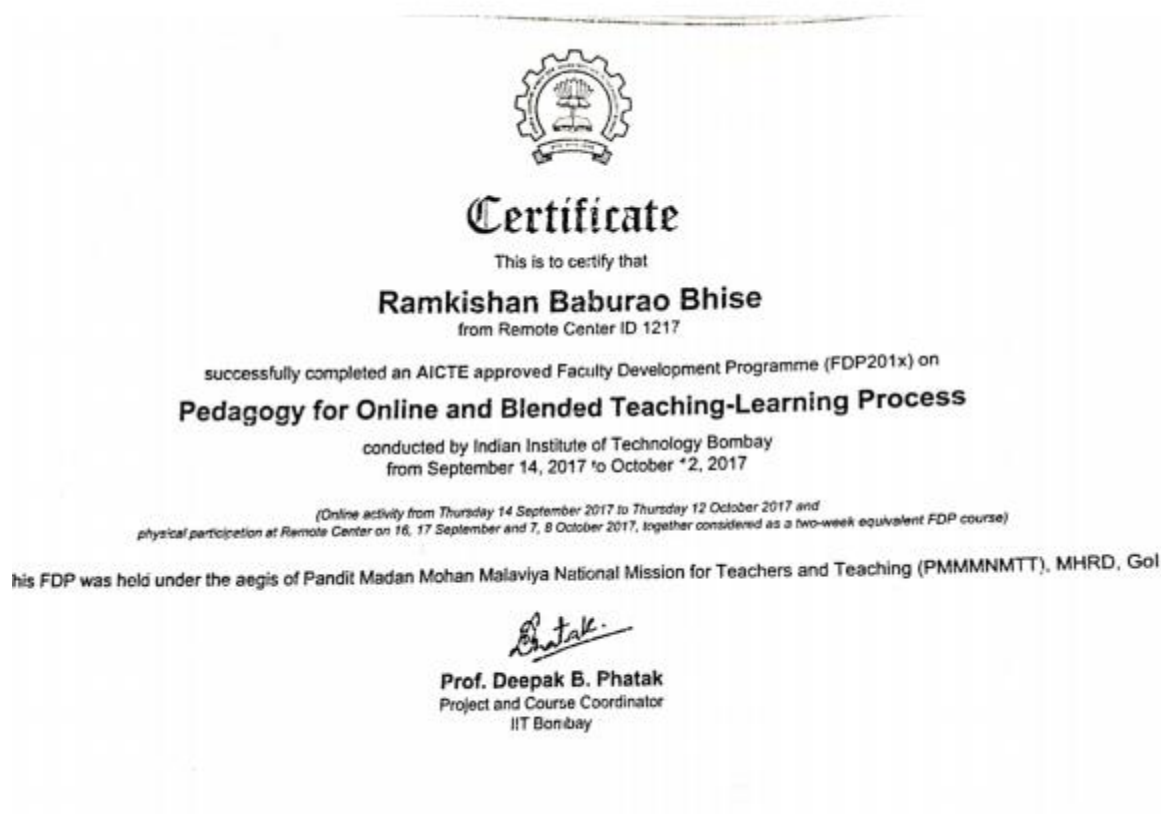 Certificate
This is to certify that
Ramkishan Baburao Bhise
from Remote Center ID 1217
successfully completed an AICTE approved Faculty Development Programme (FDP201x) on
Pedagogy for Online and Blended Teaching-Learning Process
conducted by Indian Institute of Technology Bombay
from September 14, 2017 to October 12, 2017
(Online activity from Thursday 14 September 2017 to Thursday 12 October 2017 and
physical participation at Remote Center on 16, 17 September and 7, 8 October 2017, together considered as a two-week equivalent FDP course)
his FDP was held under the aegis of Pandit Madan Mohan Malaviya National Mission for Teachers and Teaching (PMMMNMTT), MHRD, GoI
Phatak.
Prof. Deepak B. Phatak
Project and Course Coordinator
IIT Bombay